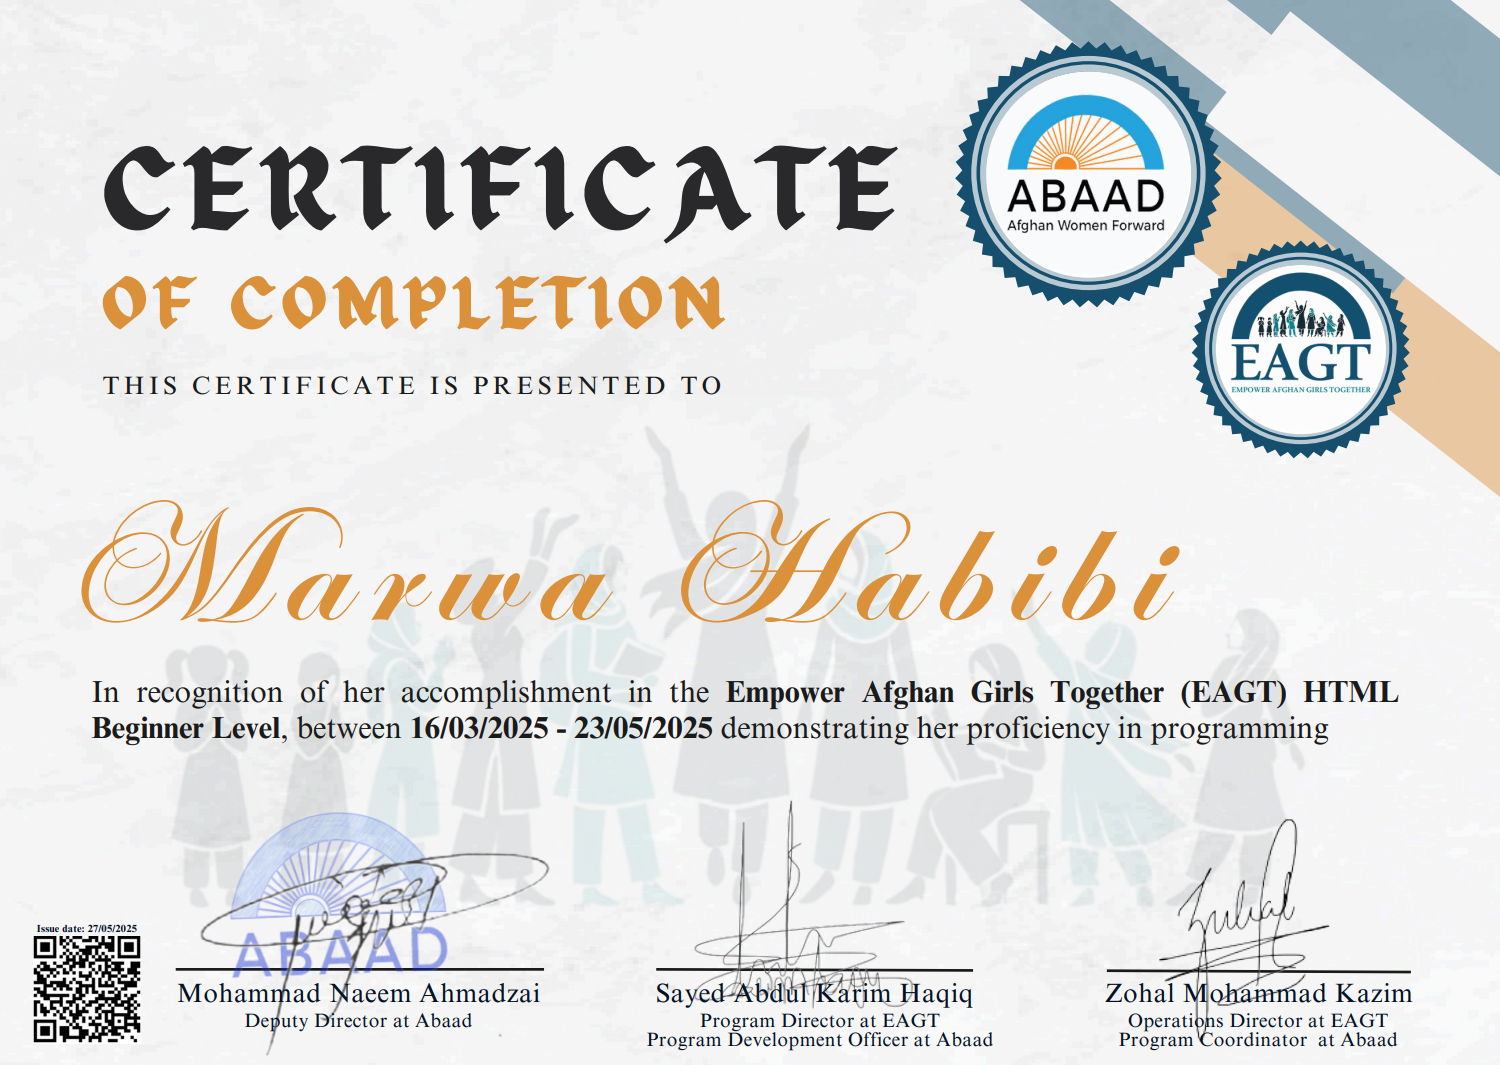 CERTIFICATE
OF COMPLETION
THIS CERTIFICATE IS PRESENTED TO
ABAAD
Afghan Women Forward
EAGT
EMPOWER AFGHAN GIRLS TOGETHER
Marwa Habibi
In recognition of her accomplishment in the Empower Afghan Girls Together (EAGT) HTML
Beginner Level, between 16/03/2025 - 23/05/2025 demonstrating her proficiency in programming
Issue date: 27/05/2025
ABAAD
Mohammad Naeem Ahmadzai
Deputy Director at Abaad
Sayed Abdul Karim Haqiq
Program Director at EAGT
Program Development Officer at Abaad
Zohal Mohammad Kazim
Operations Director at EAGT
Program Coordinator at Abaad